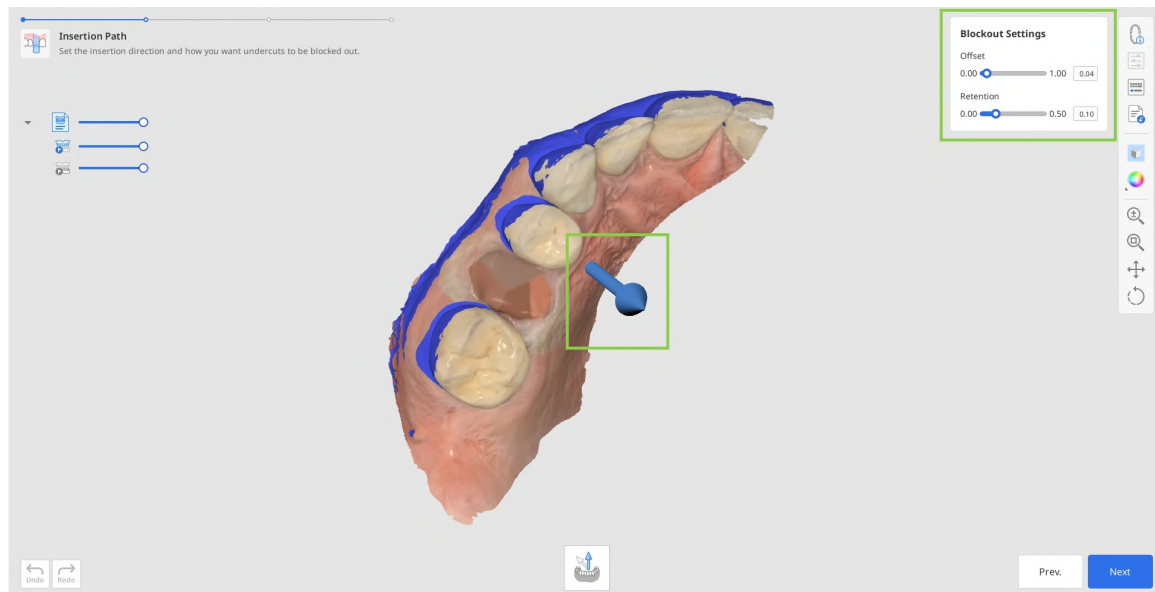 Insertion Path
Set the insertion direction and how you want undercuts to be blocked out.
Blockout Settings
Offset
0.00 1.00 0.04
Retention
0.00 0.50 0.10
Undo Redo
Prev. Next